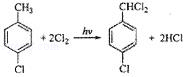 CH₃ CHCl₂
+ 2Cl₂ hν + 2HCl
Cl Cl